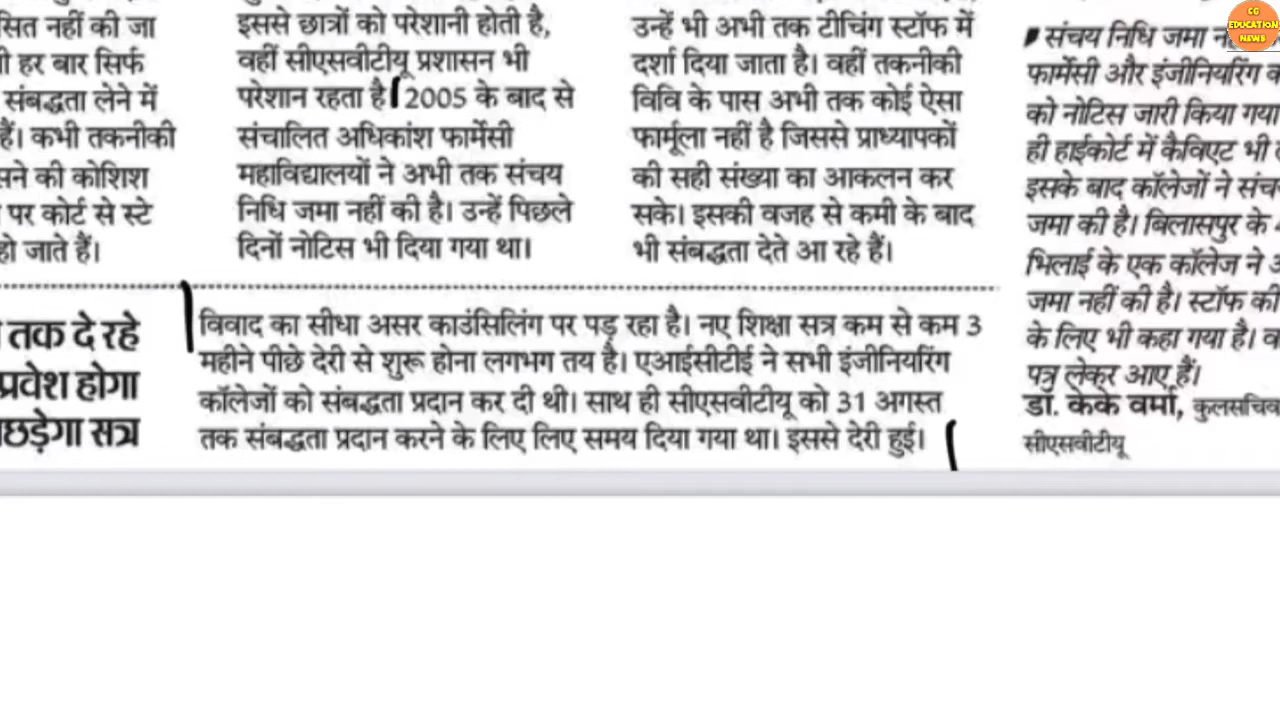 सित नहीं की जा
हर बार सिर्फ
संबद्धता लेने में
हैं। कभी तकनीकी
की कोशिश
पर कोर्ट से स्टे
हो जाते हैं।
इससे छात्रों को परेशानी होती है,
वहीं सीएसवीटीयू प्रशासन भी
परेशान रहता है। 2005 के बाद से
संचालित अधिकांश फार्मेसी
महाविद्यालयों ने अभी तक संचय
निधि जमा नहीं की है। उन्हें पिछले
दिनों नोटिस भी दिया गया था।
उन्हें भी अभी तक टीचिंग स्टॉफ में
दर्शा दिया जाता है। वहीं तकनीकी
विवि के पास अभी तक कोई ऐसा
फार्मूला नहीं है जिससे प्राध्यापकों
की सही संख्या का आकलन कर
सके। इसकी वजह से कमी के बाद
भी संबद्धता देते आ रहे हैं।
संचय निधि जमा
फार्मेसी और इंजीनियरिंग
को नोटिस जारी किया गया
ही हाईकोर्ट में कैविएट भी
इसके बाद कॉलेजों ने
जमा की है। बिलासपुर के
भिलाई के एक कॉलेज ने
जमा नहीं की है। स्टॉफ की
के लिए भी कहा गया है।
पत्र लेकर आए हैं।
डा. केके वर्मा, कुलसचिव
सीएसवीटीयू
तक दे रहे
प्रवेश होगा
छड़ेगा सत्र
विवाद का सीधा असर काउंसिलिंग पर पड़ रहा है। नए शिक्षा सत्र कम से कम 3
महीने पीछे देरी से शुरू होना लगभग तय है। एआईसीटीई ने सभी इंजीनियरिंग
कॉलेजों को संबद्धता प्रदान कर दी थी। साथ ही सीएसवीटीयू को 31 अगस्त
तक संबद्धता प्रदान करने के लिए लिए समय दिया गया था। इससे देरी हुई।
CG
EDUCATION
NEWS